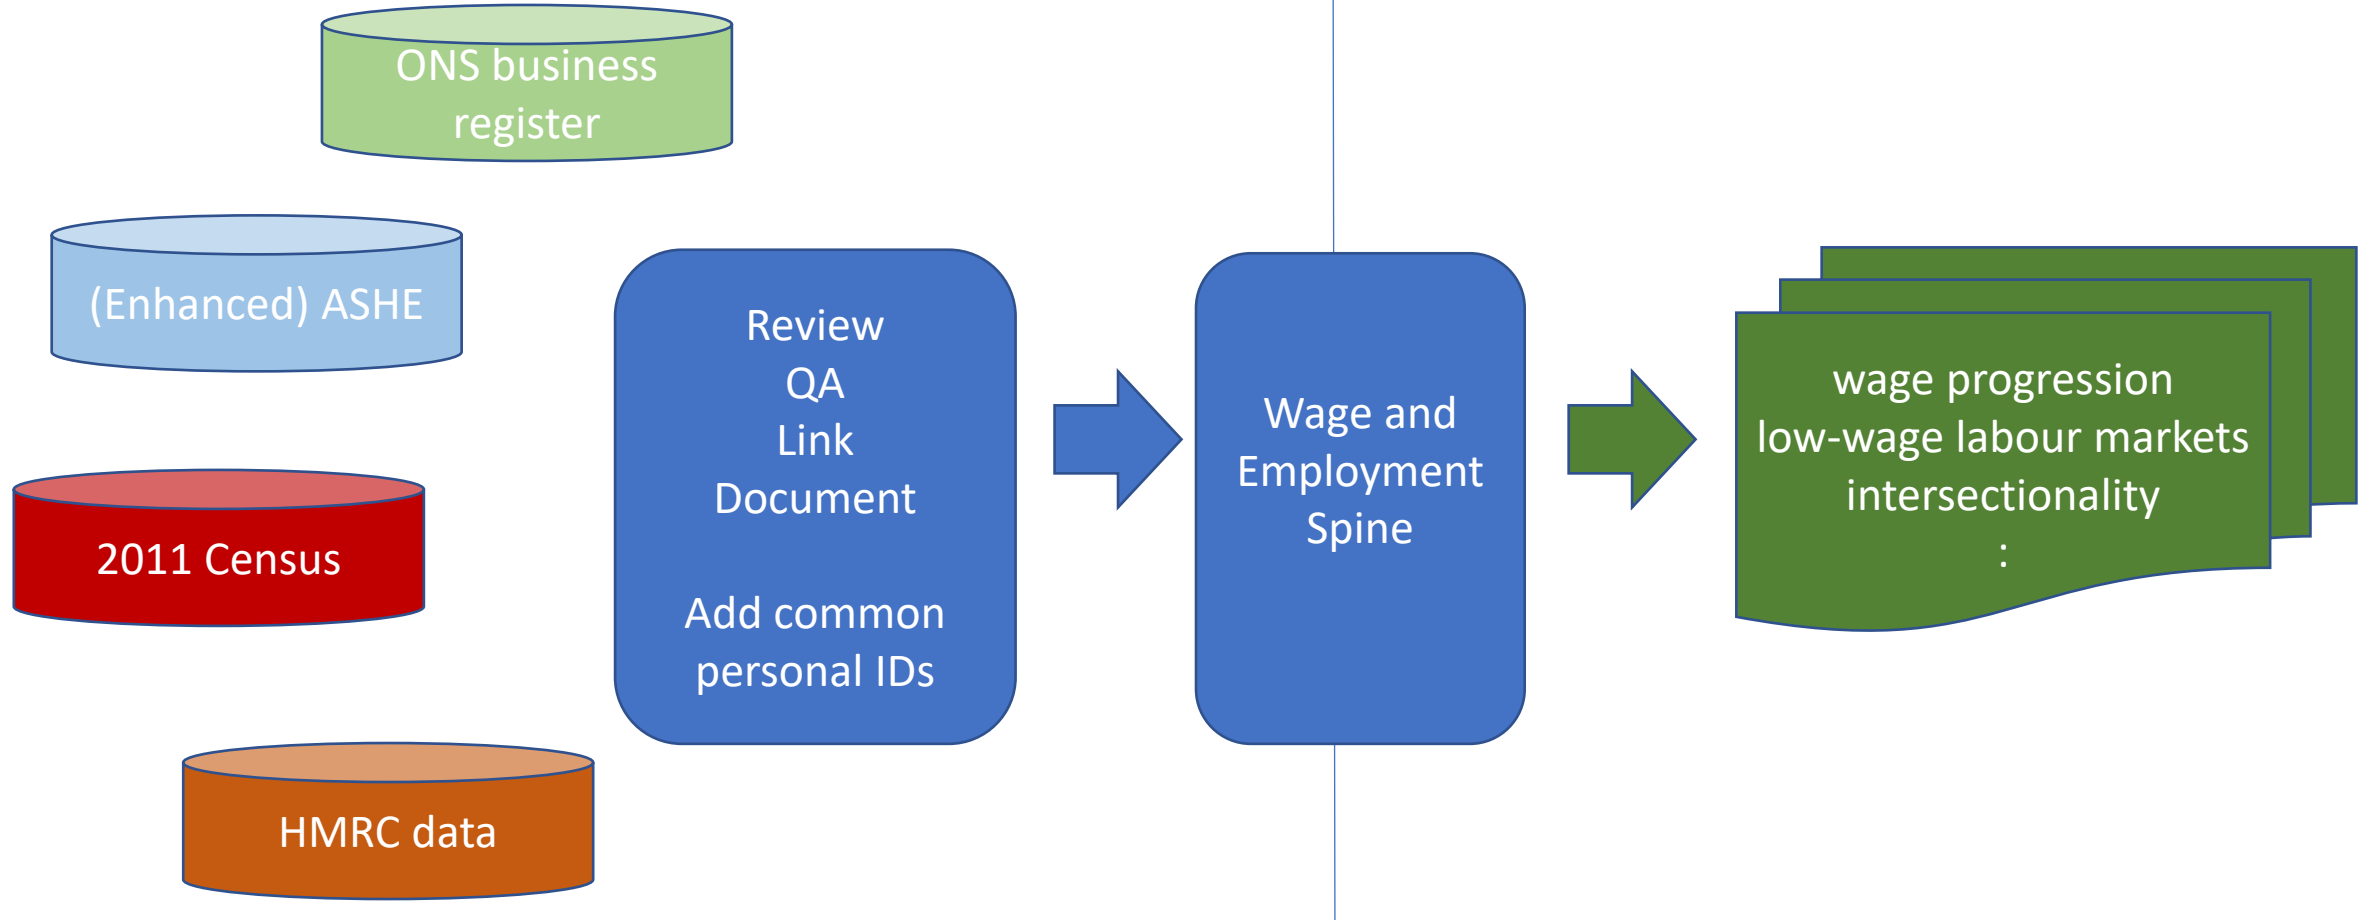 ONS business
register
(Enhanced) ASHE
2011 Census
HMRC data
Review
QA
Link
Document
Add common
personal IDs
Wage and
Employment
Spine
wage progression
low-wage labour markets
intersectionality
: